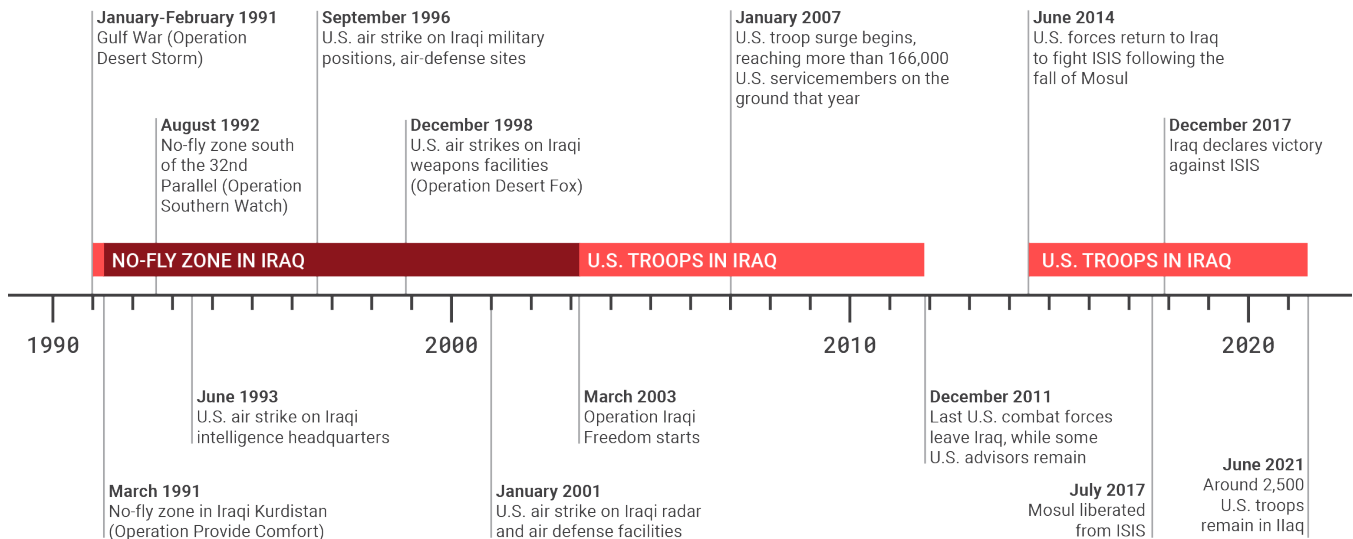 January-February 1991
Gulf War (Operation
Desert Storm)
September 1996
U.S. air strike on Iraqi military
positions, air-defense sites
January 2007
U.S. troop surge begins,
reaching more than 166,000
U.S. servicemembers on the
ground that year
June 2014
U.S. forces return to Iraq
to fight ISIS following the
fall of Mosul
August 1992
No-fly zone south
of the 32nd
Parallel (Operation
Southern Watch)
December 1998
U.S. air strikes on Iraqi
weapons facilities
(Operation Desert Fox)
December 2017
Iraq declares victory
against ISIS
NO-FLY ZONE IN IRAQ
U.S. TROOPS IN IRAQ
U.S. TROOPS IN IRAQ
1990
2000
2010
2020
June 1993
U.S. air strike on Iraqi
intelligence headquarters
March 2003
Operation Iraqi
Freedom starts
December 2011
Last U.S. combat forces
leave Iraq, while some
U.S. advisors remain
March 1991
No-fly zone in Iraqi Kurdistan
(Operation Provide Comfort)
January 2001
U.S. air strike on Iraqi radar
and air defense facilities
July 2017
Mosul liberated
from ISIS
June 2021
Around 2,500
U.S. troops
remain in IIaq